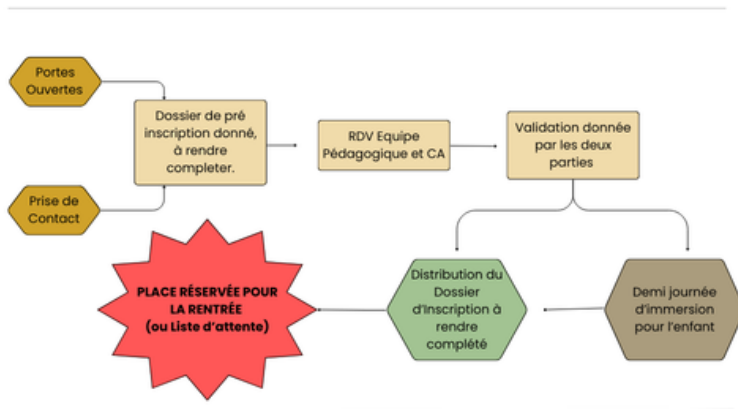 Portes
Ouvertes
Dossier de pré
inscription donné,
à rendre
completer.
Prise de
Contact
RDV Equipe
Pédagogique et CA
Validation donnée
par les deux
parties
Demi journée
d'immersion
pour l'enfant
Distribution du
Dossier
d'Inscription à
rendre
complété
PLACE RÉSERVÉE POUR
LA RENTRÉE
(ou Liste d'attente)